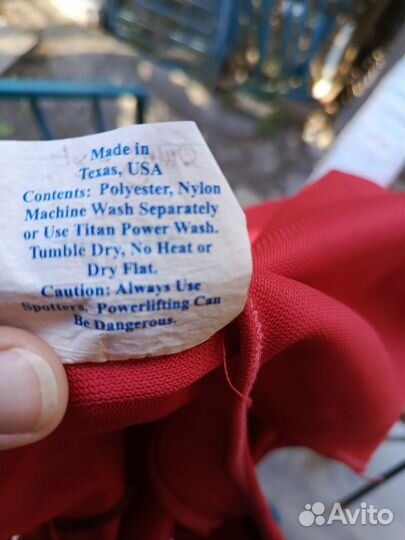 Made in
Texas, USA
Contents: Polyester, Nylon
Machine Wash Separately
or Use Titan Power Wash.
Tumble Dry, No Heat or
Dry Flat.
Caution: Always Use
Spotters, Powerlifting Can
Be Dangerous.
Avito